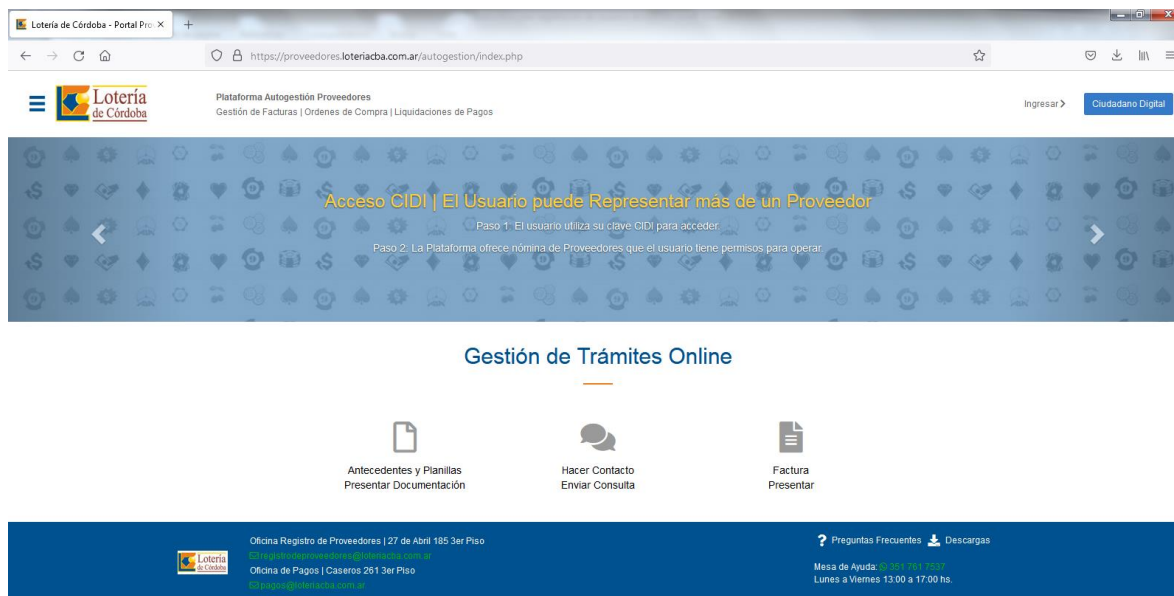 Lotería de Córdoba - Portal Pro
https://proveedores.loteriacba.com.ar/autogestion/index.php
Lotería
de Córdoba
Plataforma Autogestión Proveedores
Gestión de Facturas | Ordenes de Compra | Liquidaciones de Pagos
Ingresar
Ciudadano Digital
Acceso CIDI | El Usuario puede Representar más de un Proveedor
Paso 1: El usuario utiliza su clave CIDI para acceder.
Paso 2: La Plataforma ofrece nómina de Proveedores que el usuario tiene permisos para operar.
Gestión de Trámites Online
Antecedentes y Planillas
Presentar Documentación
Hacer Contacto
Enviar Consulta
Factura
Presentar
Lotería
de Córdoba
Oficina Registro de Proveedores | 27 de Abril 185 3er Piso
registrodeproveedores@loteriacba.com.ar
Oficina de Pagos | Caseros 261 3er Piso
pagos@loteriacba.com.ar
Preguntas Frecuentes Descargas
Mesa de Ayuda: 351 761 7537
Lunes a Viernes 13:00 a 17:00 hs.